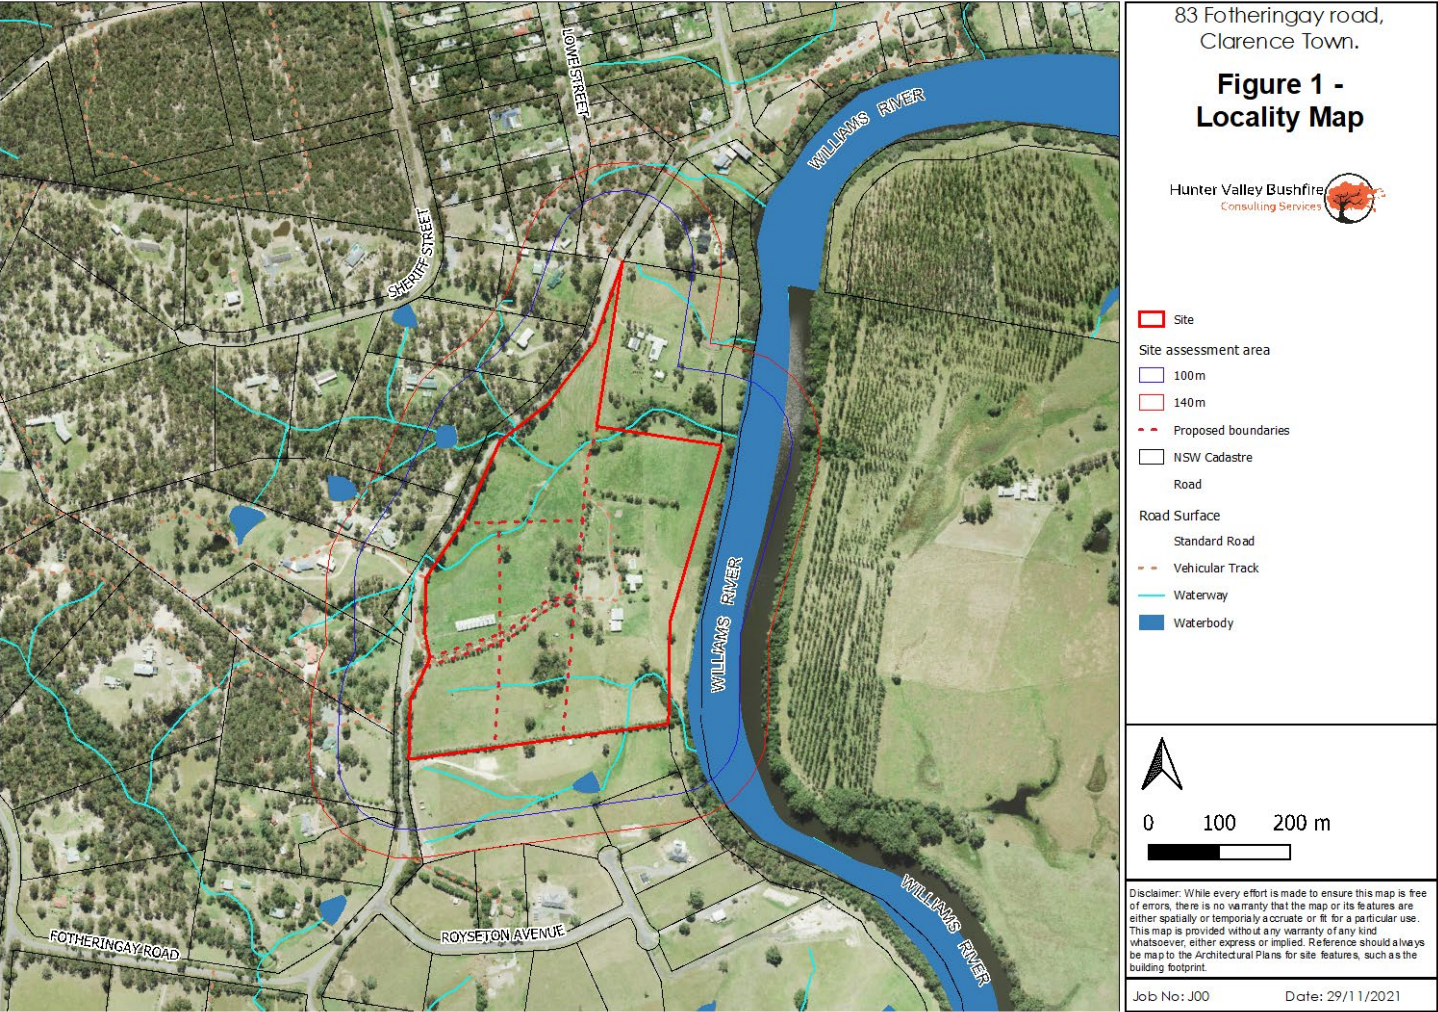 LOWE STREET
WILLIAMS RIVER
SHERIFF STREET
WILLIAMS RIVER
WILLIAMS RIVER
FOTHERINGAY ROAD
ROYSETON AVENUE
83 Fotheringay road,
Clarence Town.
Figure 1 -
Locality Map
Hunter Valley Bushfire
Consulting Services
Site
Site assessment area
100m
140m
Proposed boundaries
NSW Cadastre
Road
Road Surface
Standard Road
Vehicular Track
Waterway
Waterbody
0 100 200 m
Disclaimer: While every effort is made to ensure this map is free
of errors, there is no warranty that the map or its features are
either spatially or temporialy accruate or fit for a particular use.
This map is provided without any warranty of any kind
whatsoever, either express or implied. Reference should always
be map to the Architectural Plans for site features, such as the
building footprint.
Job No: J00 Date: 29/11/2021